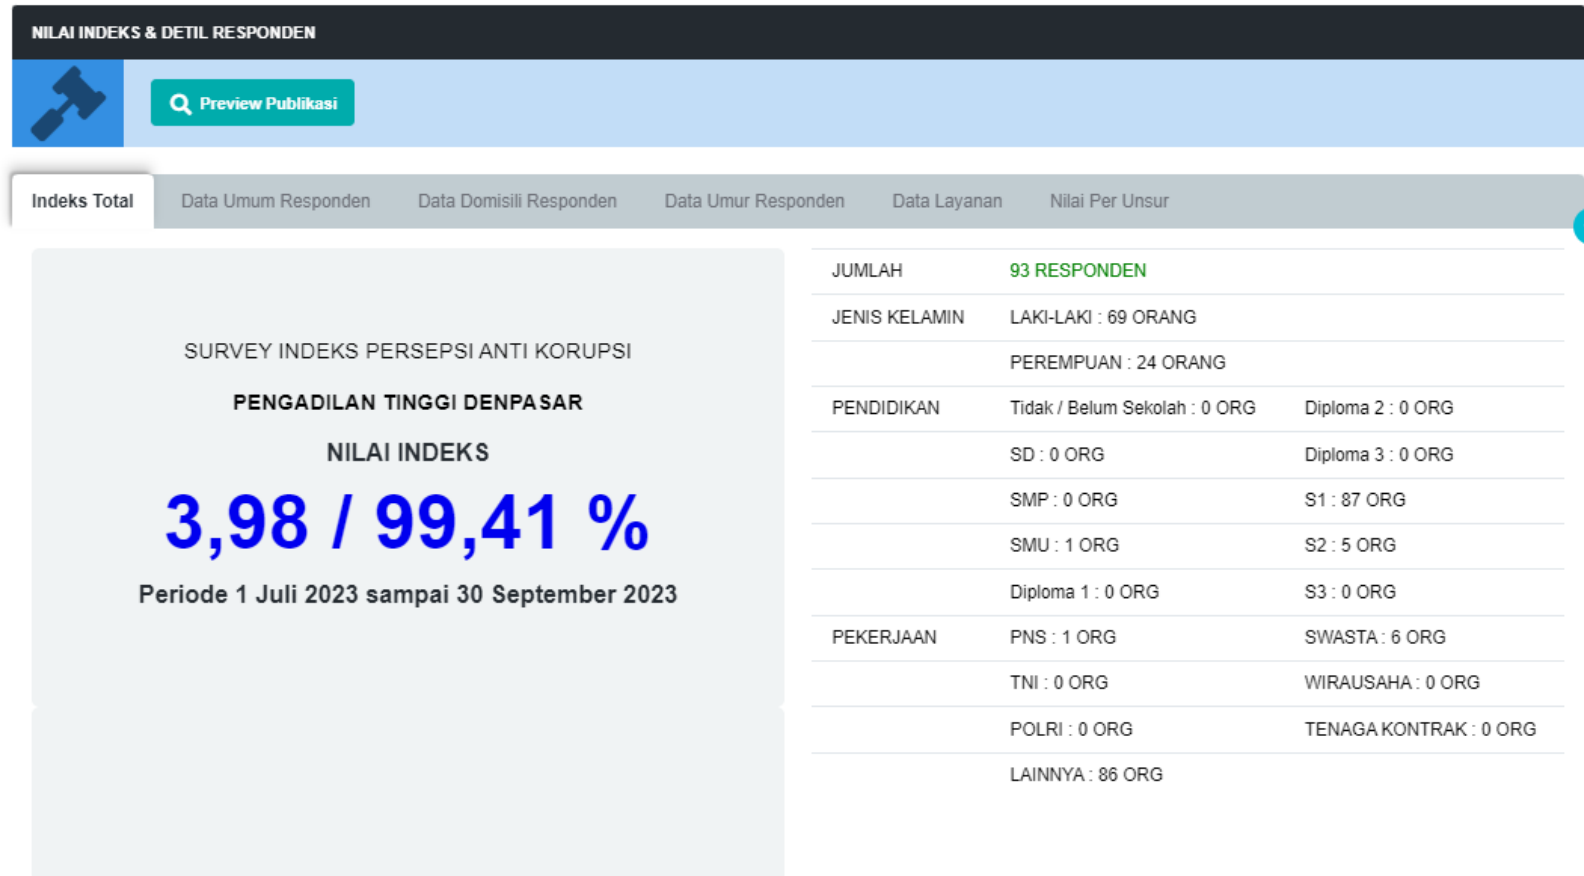 NILAI INDEKS & DETIL RESPONDEN
Preview Publikasi
Indeks Total Data Umum Responden Data Domisili Responden Data Umur Responden Data Layanan Nilai Per Unsur
SURVEY INDEKS PERSEPSI ANTI KORUPSI
PENGADILAN TINGGI DENPASAR
NILAI INDEKS
3,98 / 99,41 %
Periode 1 Juli 2023 sampai 30 September 2023
JUMLAH 93 RESPONDEN
JENIS KELAMIN LAKI-LAKI : 69 ORANG
PEREMPUAN : 24 ORANG
PENDIDIKAN Tidak / Belum Sekolah : 0 ORG Diploma 2 : 0 ORG
SD : 0 ORG Diploma 3 : 0 ORG
SMP : 0 ORG S1 : 87 ORG
SMU : 1 ORG S2 : 5 ORG
Diploma 1 : 0 ORG S3 : 0 ORG
PEKERJAAN PNS : 1 ORG SWASTA : 6 ORG
TNI : 0 ORG WIRAUSAHA : 0 ORG
POLRI : 0 ORG TENAGA KONTRAK : 0 ORG
LAINNYA : 86 ORG